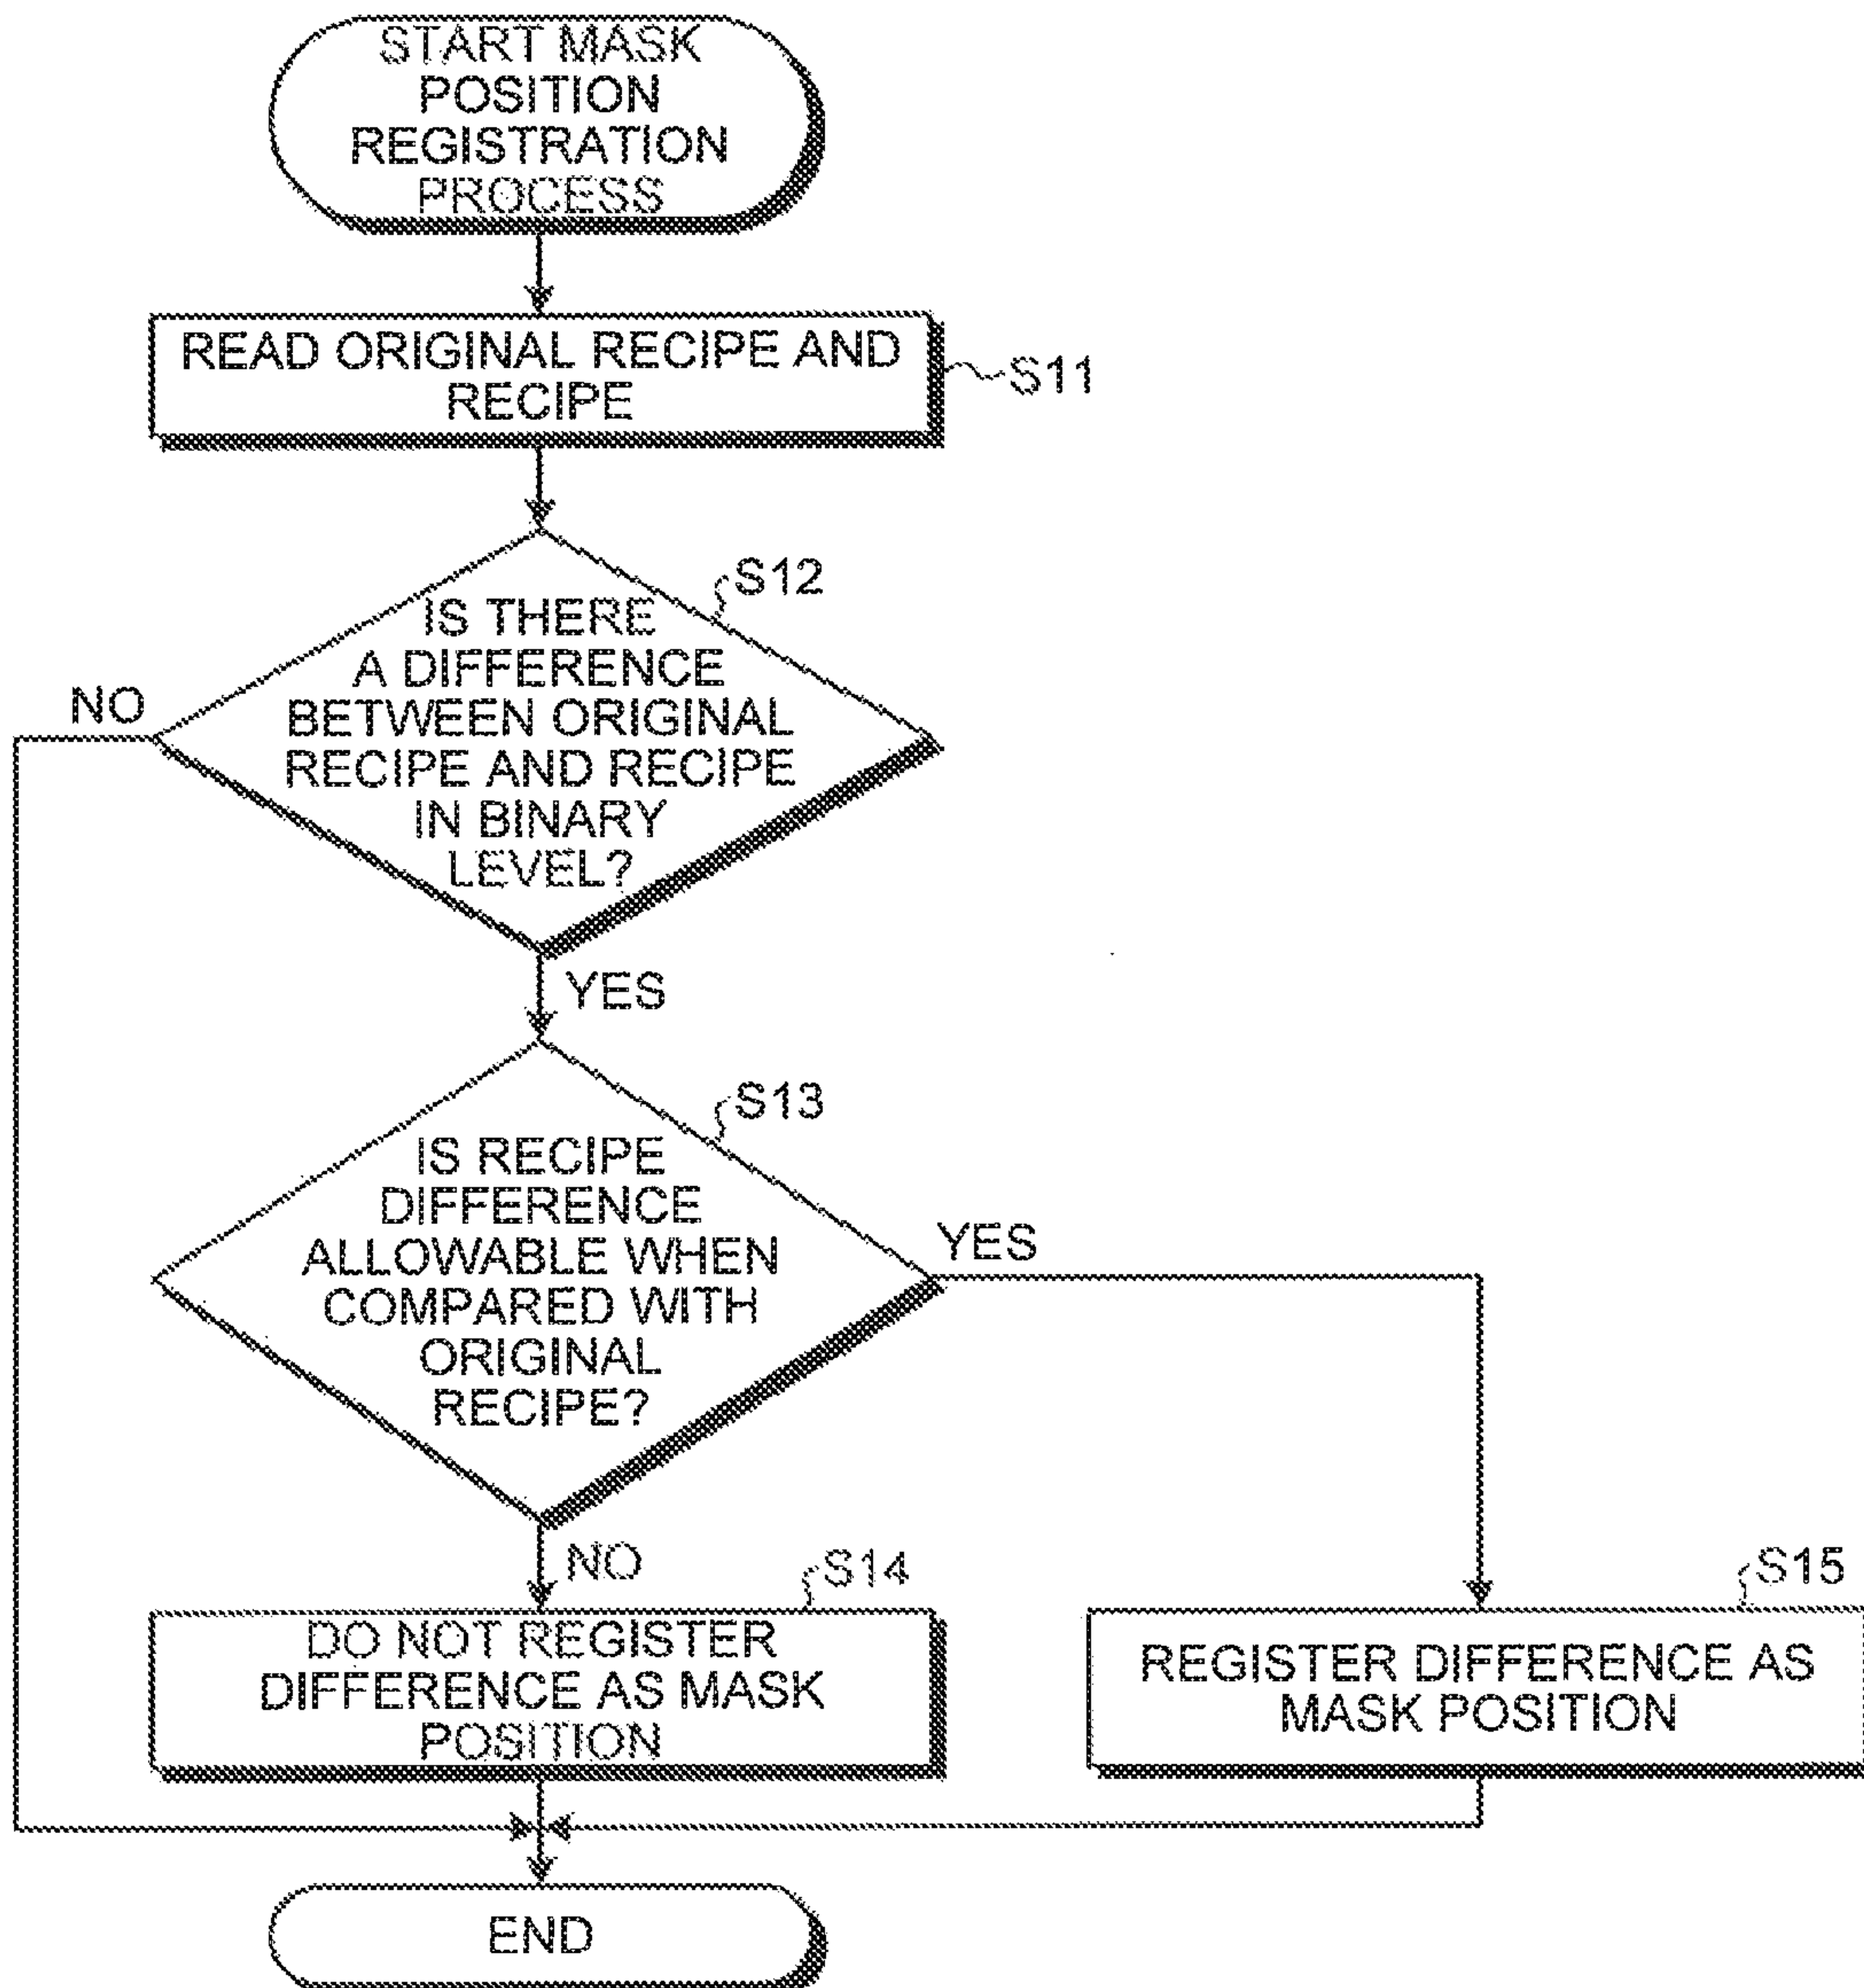 START MASK
POSITION
REGISTRATION
PROCESS
READ ORIGINAL RECIPE AND
RECIPE
S11
S12
IS THERE
A DIFFERENCE
BETWEEN ORIGINAL
RECIPE AND RECIPE
IN BINARY
LEVEL?
NO
YES
S13
IS RECIPE
DIFFERENCE
ALLOWABLE WHEN
COMPARED WITH
ORIGINAL
RECIPE?
YES
NO
S14
DO NOT REGISTER
DIFFERENCE AS MASK
POSITION
S15
REGISTER DIFFERENCE AS
MASK POSITION
END